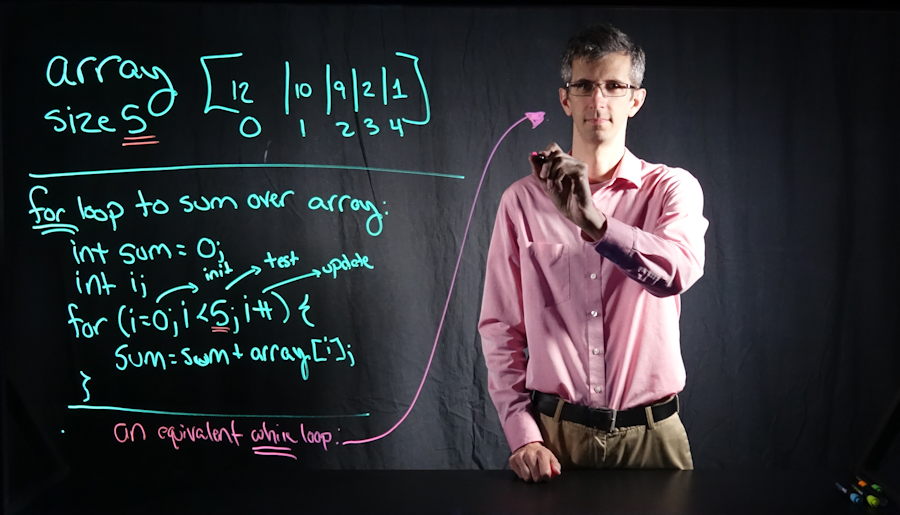 array [12 | 10 | 9 | 2 | 1]
size 5 0 1 2 3 4
for loop to sum over array:
int sum = 0;
int i;
init test update
for (i=0; i<5; i++) {
sum = sum + array[i];
}
an equivalent while loop: